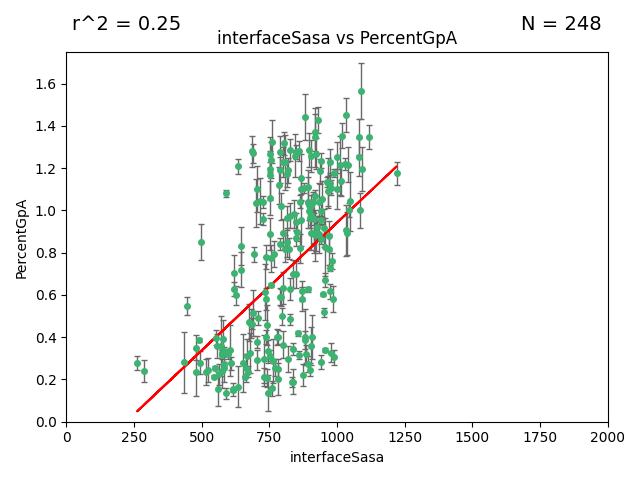 r^2 = 0.25
N = 248
interfaceSasa vs PercentGpA
PercentGpA
1.6
1.4
1.2
1.0
0.8
0.6
0.4
0.2
0.0
0 250 500 750 1000 1250 1500 1750 2000
interfaceSasa